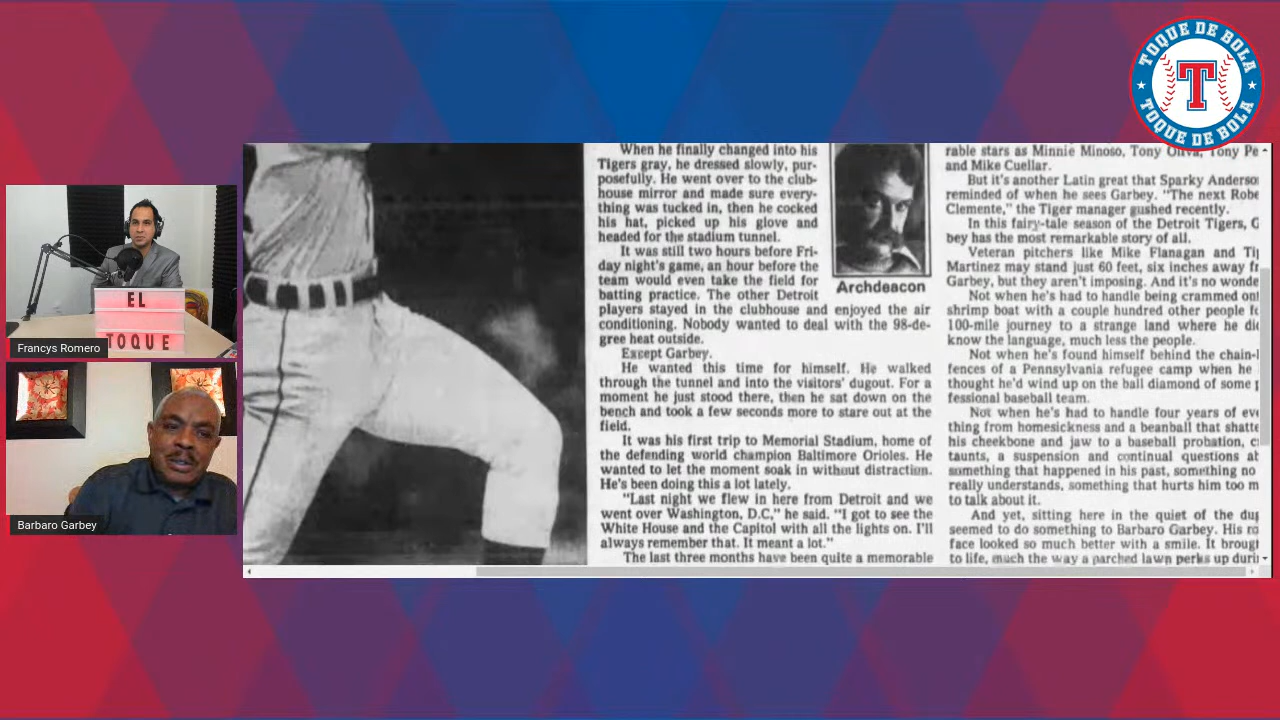 TOQUE DE BOLA
T
TOQUE DE BOLA
EL
TOQUE
Francys Romero
Barbaro Garbey
When he finally changed into his
Tigers gray, he dressed slowly, pur-
posefully. He went over to the club-
house mirror and made sure every-
thing was tucked in, then he cocked
his hat, picked up his glove and
headed for the stadium tunnel.
It was still two hours before Fri-
day night's game, an hour before the
team would even take the field for
batting practice. The other Detroit
players stayed in the clubhouse and enjoyed the air
conditioning. Nobody wanted to deal with the 98-de-
gree heat outside.
Except Garbey.
He wanted this time for himself. He walked
through the tunnel and into the visitors' dugout. For a
moment he just stood there, then he sat down on the
bench and took a few seconds more to stare out at the
field.
It was his first trip to Memorial Stadium, home of
the defending world champion Baltimore Orioles. He
wanted to let the moment soak in without distraction.
He's been doing this a lot lately.
"Last night we flew in here from Detroit and we
went over Washington, D.C," he said. "I got to see the
White House and the Capitol with all the lights on. I'll
always remember that. It meant a lot."
The last three months have been quite a memorable
Archdeacon
rable stars as Minnie Minoso, Tony Oliva, Tony Pe
and Mike Cuellar.
But it's another Latin great that Sparky Anderso
reminded of when he sees Garbey. "The next Robe
Clemente," the Tiger manager gushed recently.
In this fairy-tale season of the Detroit Tigers, G
bey has the most remarkable story of all.
Veteran pitchers like Mike Flanagan and Ti
Martinez may stand just 60 feet, six inches away fr
Garbey, but they aren't imposing. And it's no wonde
Not when he's had to handle being crammed ont
shrimp boat with a couple hundred other people fo
100-mile journey to a strange land where he di
know the language, much less the people.
Not when he's found himself behind the chain-l
fences of a Pennsylvania refugee camp when he
thought he'd wind up on the ball diamond of some p
fessional baseball team.
Not when he's had to handle four years of eve
thing from homesickness and a beanball that shatte
his cheekbone and jaw to a baseball probation, c
taunts, a suspension and continual questions ab
something that happened in his past, something no
really understands, something that hurts him too m
to talk about it.
And yet, sitting here in the quiet of the dug
seemed to do something to Barbaro Garbey. His ro
face looked so much better with a smile. It brough
to life, much the way a parched lawn perks up duri